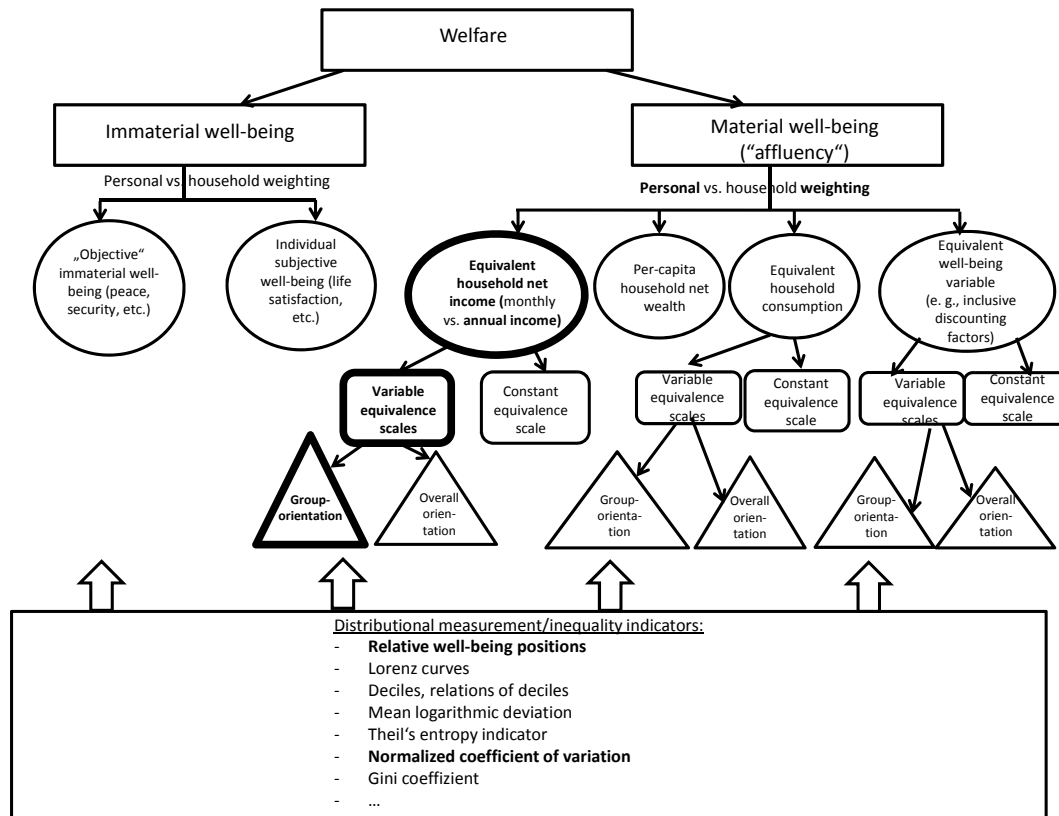 Welfare
Immaterial well-being
Material well-being
(“affluency“)
Personal vs. household weighting
Personal vs. household weighting
„Objective“
immaterial well-
being (peace,
security, etc.)
Individual
subjective
well-being (life
satisfaction,
etc.)
Equivalent
household net
income (monthly
vs. annual income)
Per-capita
household net
wealth
Equivalent
household
consumption
Equivalent
well-being
variable
(e. g., inclusive
discounting
factors)
Variable
equivalence
scales
Constant
equivalence
scale
Variable
equivalence
scales
Constant
equivalence
scale
Variable
equivalence
scales
Constant
equivalence
scale
Group-
orientation
Overall
orien-
tation
Group-
orienta-
tion
Overall
orien-
tation
Group-
orienta-
tion
Overall
orien-
tation
Distributional measurement/inequality indicators:
- Relative well-being positions
- Lorenz curves
- Deciles, relations of deciles
- Mean logarithmic deviation
- Theil‘s entropy indicator
- Normalized coefficient of variation
- Gini coeffizient
- ...